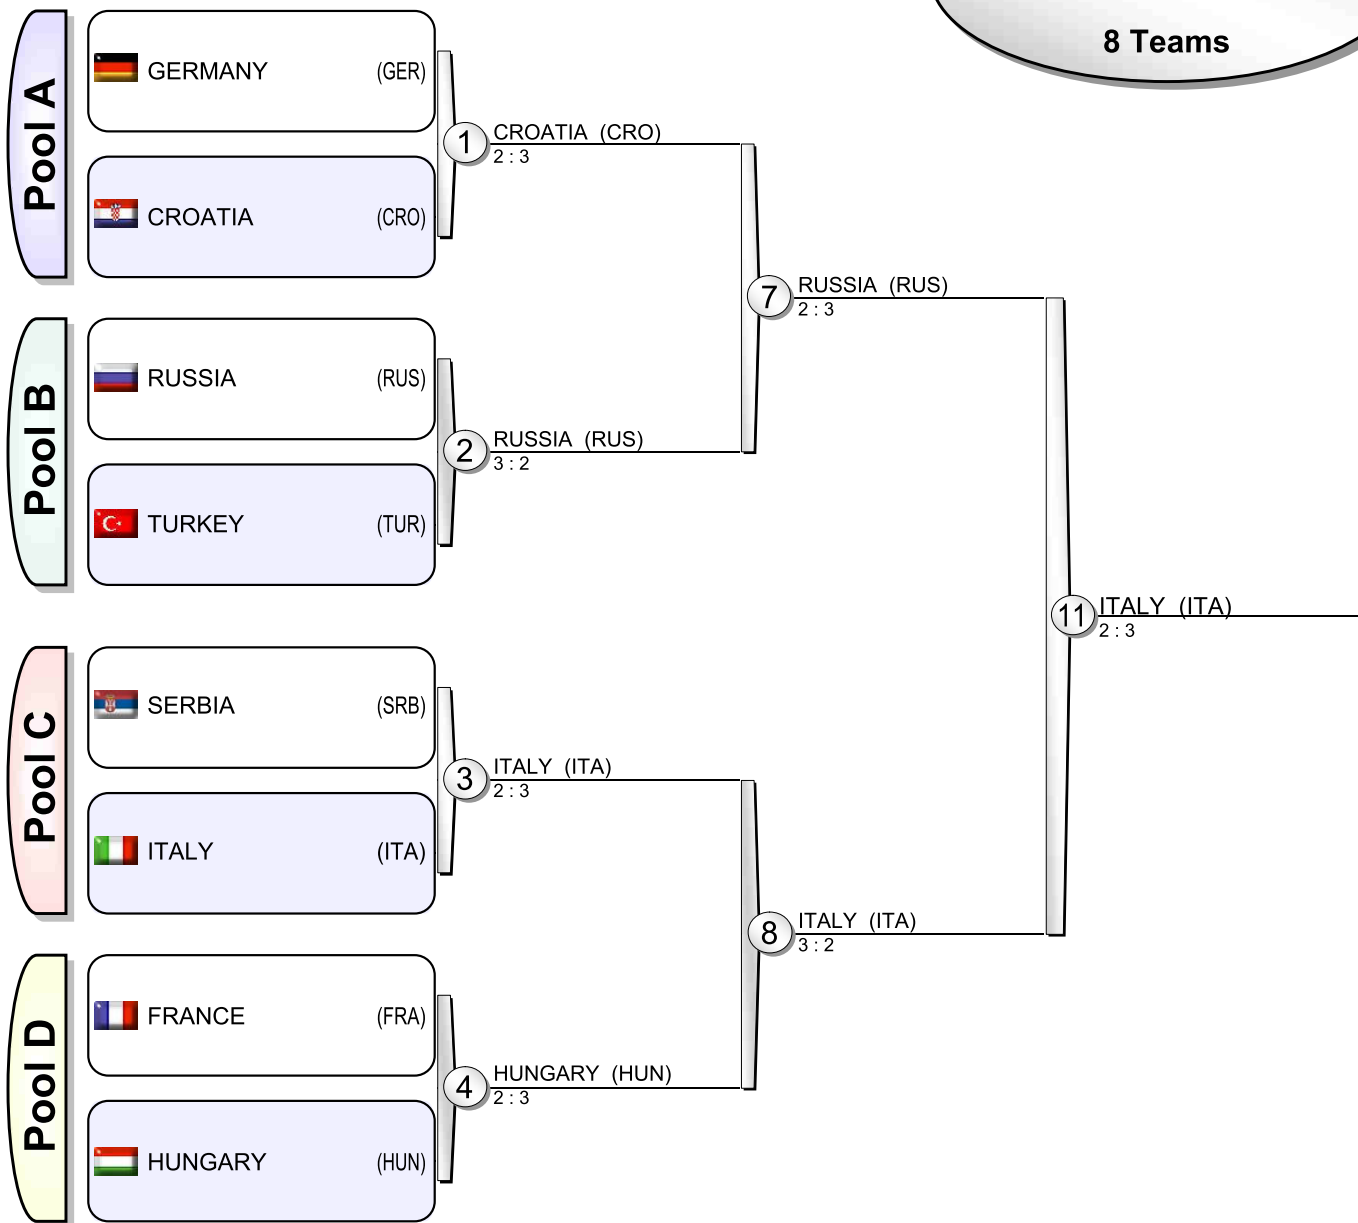 8 Teams
Pool A
GERMANY (GER)
CROATIA (CRO)
1 CROATIA (CRO)
2 : 3
Pool B
RUSSIA (RUS)
TURKEY (TUR)
2 RUSSIA (RUS)
3 : 2
7 RUSSIA (RUS)
2 : 3
Pool C
SERBIA (SRB)
ITALY (ITA)
3 ITALY (ITA)
2 : 3
Pool D
FRANCE (FRA)
HUNGARY (HUN)
4 HUNGARY (HUN)
2 : 3
8 ITALY (ITA)
3 : 2
11 ITALY (ITA)
2 : 3